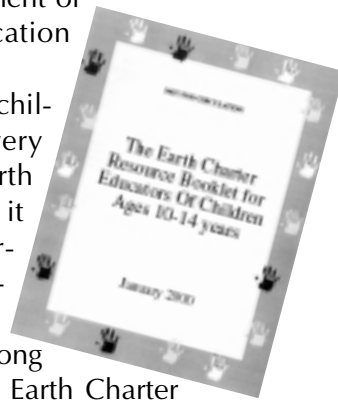 ment of
cation
chil-
very
rth
it
r-
-
ong
Earth Charter
The Earth Charter
Resource Booklet for
Educators Of Children
Ages 10-14 years
January 2000